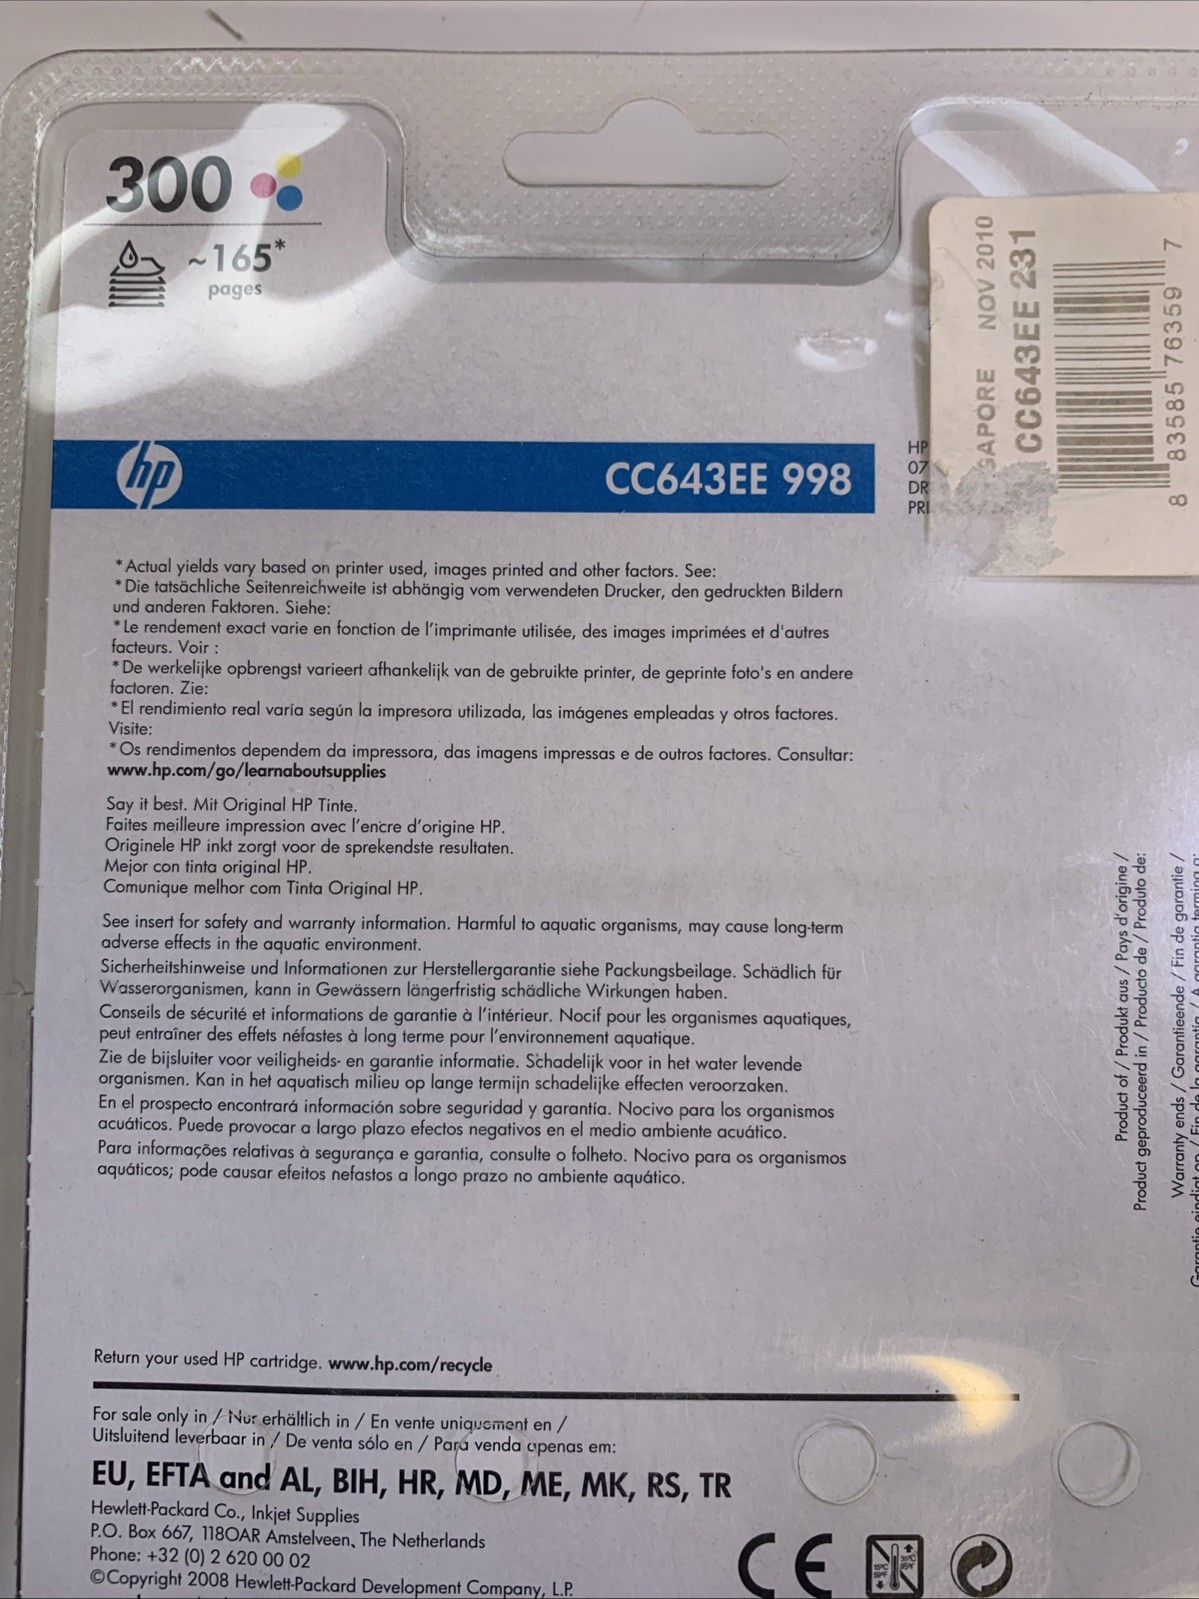 300
~165*
pages
hp
CC643EE 998
HP
07
DR
PRI
GAPORE NOV 2010
CC643EE 231
8 83585 76359 7
*Actual yields vary based on printer used, images printed and other factors. See:
*Die tatsächliche Seitenreichweite ist abhängig vom verwendeten Drucker, den gedruckten Bildern
und anderen Faktoren. Siehe:
*Le rendement exact varie en fonction de l'imprimante utilisée, des images imprimées et d'autres
facteurs. Voir :
*De werkelijke opbrengst varieert afhankelijk van de gebruikte printer, de geprinte foto's en andere
factoren. Zie:
*El rendimiento real varía según la impresora utilizada, las imágenes empleadas y otros factores.
Visite:
*Os rendimentos dependem da impressora, das imagens impressas e de outros factores. Consultar:
www.hp.com/go/learnaboutsupplies
Say it best. Mit Original HP Tinte.
Faites meilleure impression avec l'encre d'origine HP.
Originele HP inkt zorgt voor de sprekendste resultaten.
Mejor con tinta original HP.
Comunique melhor com Tinta Original HP.
See insert for safety and warranty information. Harmful to aquatic organisms, may cause long-term
adverse effects in the aquatic environment.
Sicherheitshinweise und Informationen zur Herstellergarantie siehe Packungsbeilage. Schädlich für
Wasserorganismen, kann in Gewässern längerfristig schädliche Wirkungen haben.
Conseils de sécurité et informations de garantie à l'intérieur. Nocif pour les organismes aquatiques,
peut entraîner des effets néfastes à long terme pour l'environnement aquatique.
Zie de bijsluiter voor veiligheids- en garantie informatie. Schadelijk voor in het water levende
organismen. Kan in het aquatisch milieu op lange termijn schadelijke effecten veroorzaken.
En el prospecto encontrará información sobre seguridad y garantía. Nocivo para los organismos
acuáticos. Puede provocar a largo plazo efectos negativos en el medio ambiente acuático.
Para informações relativas à segurança e garantia, consulte o folheto. Nocivo para os organismos
aquáticos; pode causar efeitos nefastos a longo prazo no ambiente aquático.
Product of / Produkt aus / Pays d'origine /
Product geproduceerd in / Producto de / Produto de:
Warranty ends / Garantieende / Fin de garantie /
Return your used HP cartridge. www.hp.com/recycle
For sale only in / Nur erhältlich in / En vente uniquement en /
Uitsluitend leverbaar in / De venta sólo en / Para venda apenas em:
EU, EFTA and AL, BIH, HR, MD, ME, MK, RS, TR
Hewlett-Packard Co., Inkjet Supplies
P.O. Box 667, 118OAR Amstelveen, The Netherlands
Phone: +32 (0) 2 620 00 02
©Copyright 2008 Hewlett-Packard Development Company, L.P.
CE